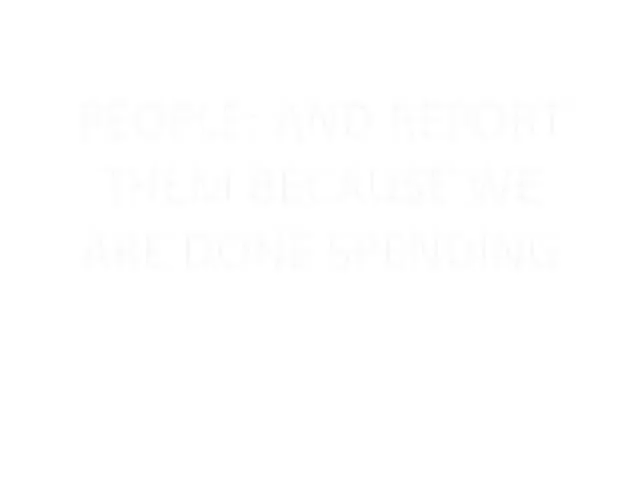 PEOPLE: AND REPORT
THEM BECAUSE WE
ARE DONE SPENDING